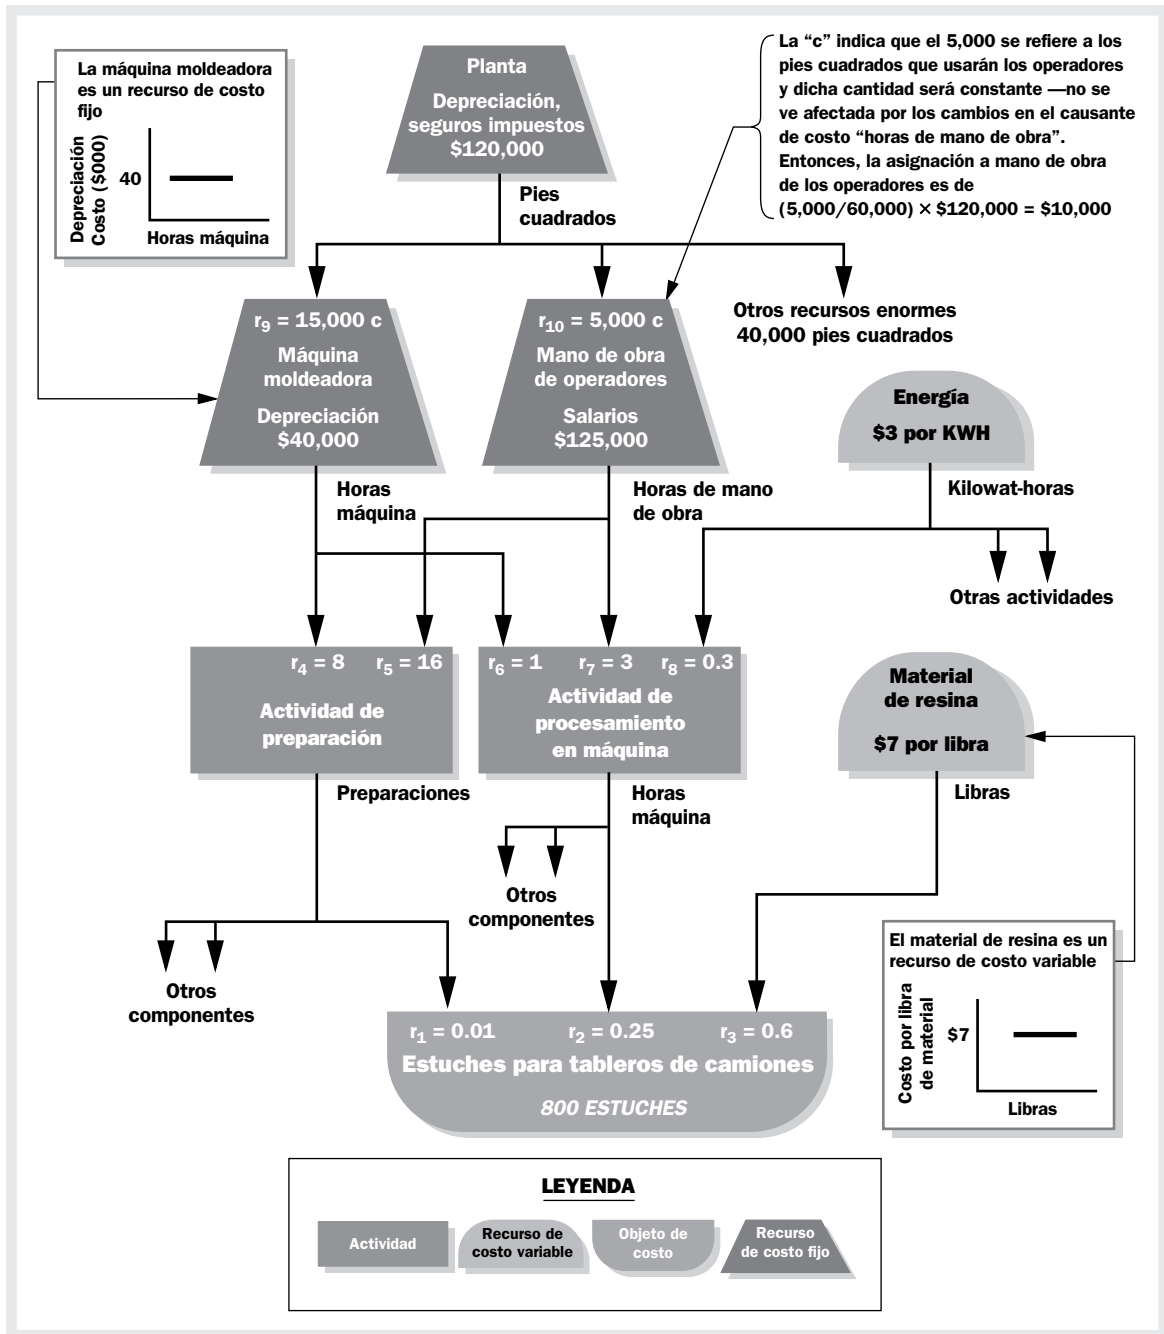 La máquina moldeadora
es un recurso de costo
fijo
Depreciación
Costo ($000)
40
Horas máquina
Planta
Depreciación,
seguros impuestos
$120,000
Pies
cuadrados
La “c” indica que el 5,000 se refiere a los
pies cuadrados que usarán los operadores
y dicha cantidad será constante —no se
ve afectada por los cambios en el causante
de costo “horas de mano de obra”.
Entonces, la asignación a mano de obra
de los operadores es de
(5,000/60,000) × $120,000 = $10,000
r9 = 15,000 c
Máquina
moldeadora
Depreciación
$40,000
r10 = 5,000 c
Mano de obra
de operadores
Salarios
$125,000
Otros recursos enormes
40,000 pies cuadrados
Energía
$3 por KWH
Horas
máquina
Horas de mano
de obra
Kilowat-horas
Otras actividades
r4 = 8
r5 = 16
Actividad de
preparación
r6 = 1
r7 = 3
r8 = 0.3
Actividad de
procesamiento
en máquina
Material
de resina
$7 por libra
Preparaciones
Horas
máquina
Libras
Otros
componentes
Otros
componentes
El material de resina es un
recurso de costo variable
Costo por libra
de material
$7
Libras
r1 = 0.01
r2 = 0.25
r3 = 0.6
Estuches para tableros de camiones
800 ESTUCHES
LEYENDA
Actividad
Recurso de
costo variable
Objeto de
costo
Recurso
de costo fijo